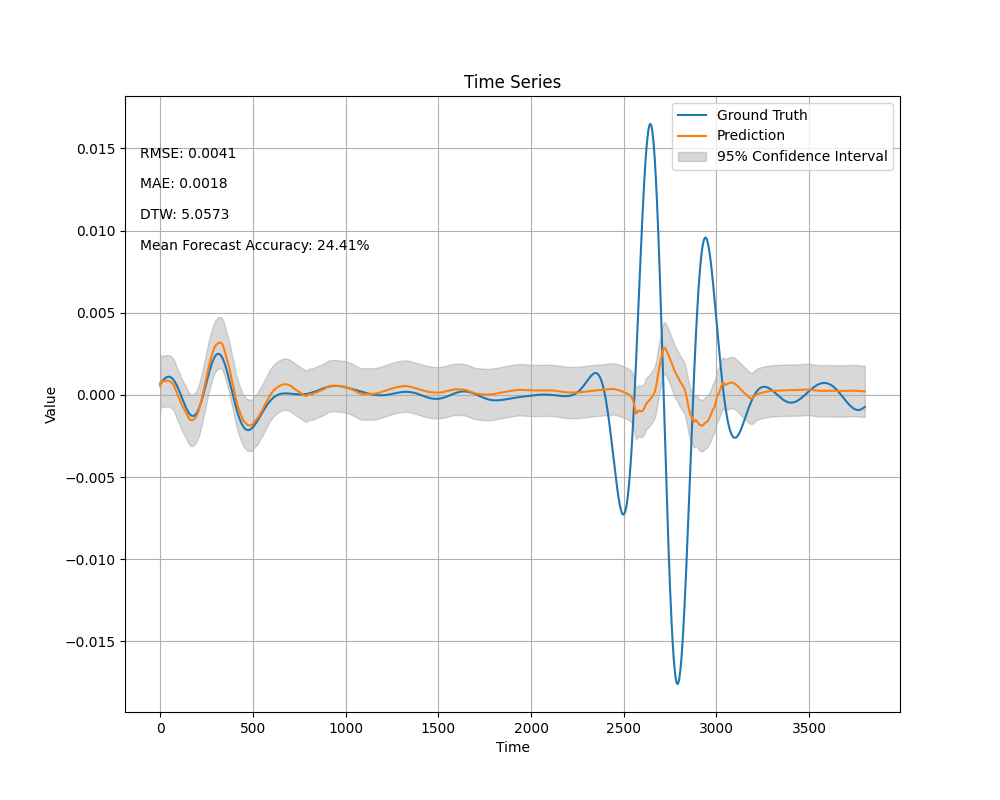 Time Series
Ground Truth
Prediction
95% Confidence Interval
RMSE: 0.0041
MAE: 0.0018
DTW: 5.0573
Mean Forecast Accuracy: 24.41%
0.015
0.010
0.005
0.000
−0.005
−0.010
−0.015
Value
0 500 1000 1500 2000 2500 3000 3500
Time